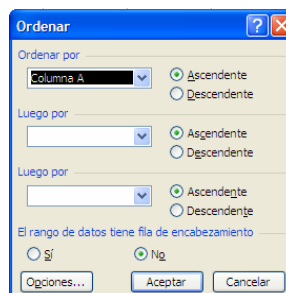 Ordenar
Ordenar por
Columna A
Ascendente
Descendente
Luego por
Ascendente
Descendente
Luego por
Ascendente
Descendente
El rango de datos tiene fila de encabezamiento
Sí
No
Opciones...
Aceptar
Cancelar